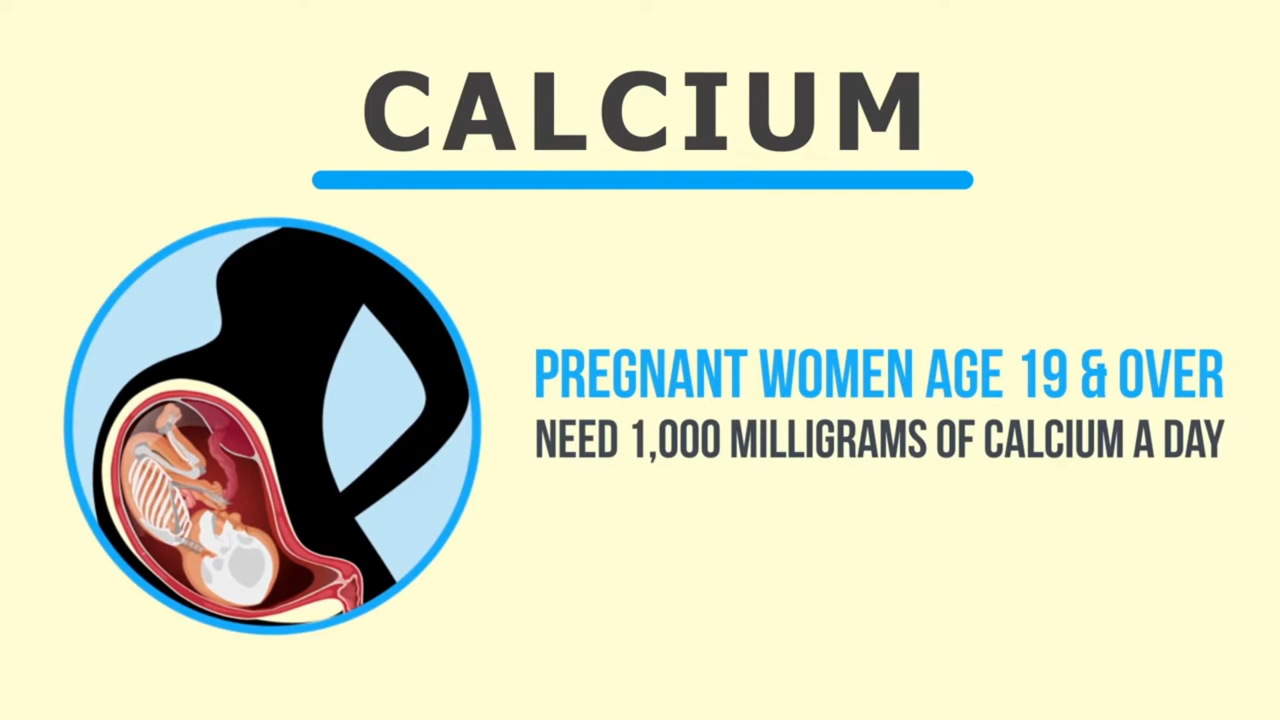 CALCIUM
PREGNANT WOMEN AGE 19 & OVER
NEED 1,000 MILLIGRAMS OF CALCIUM A DAY